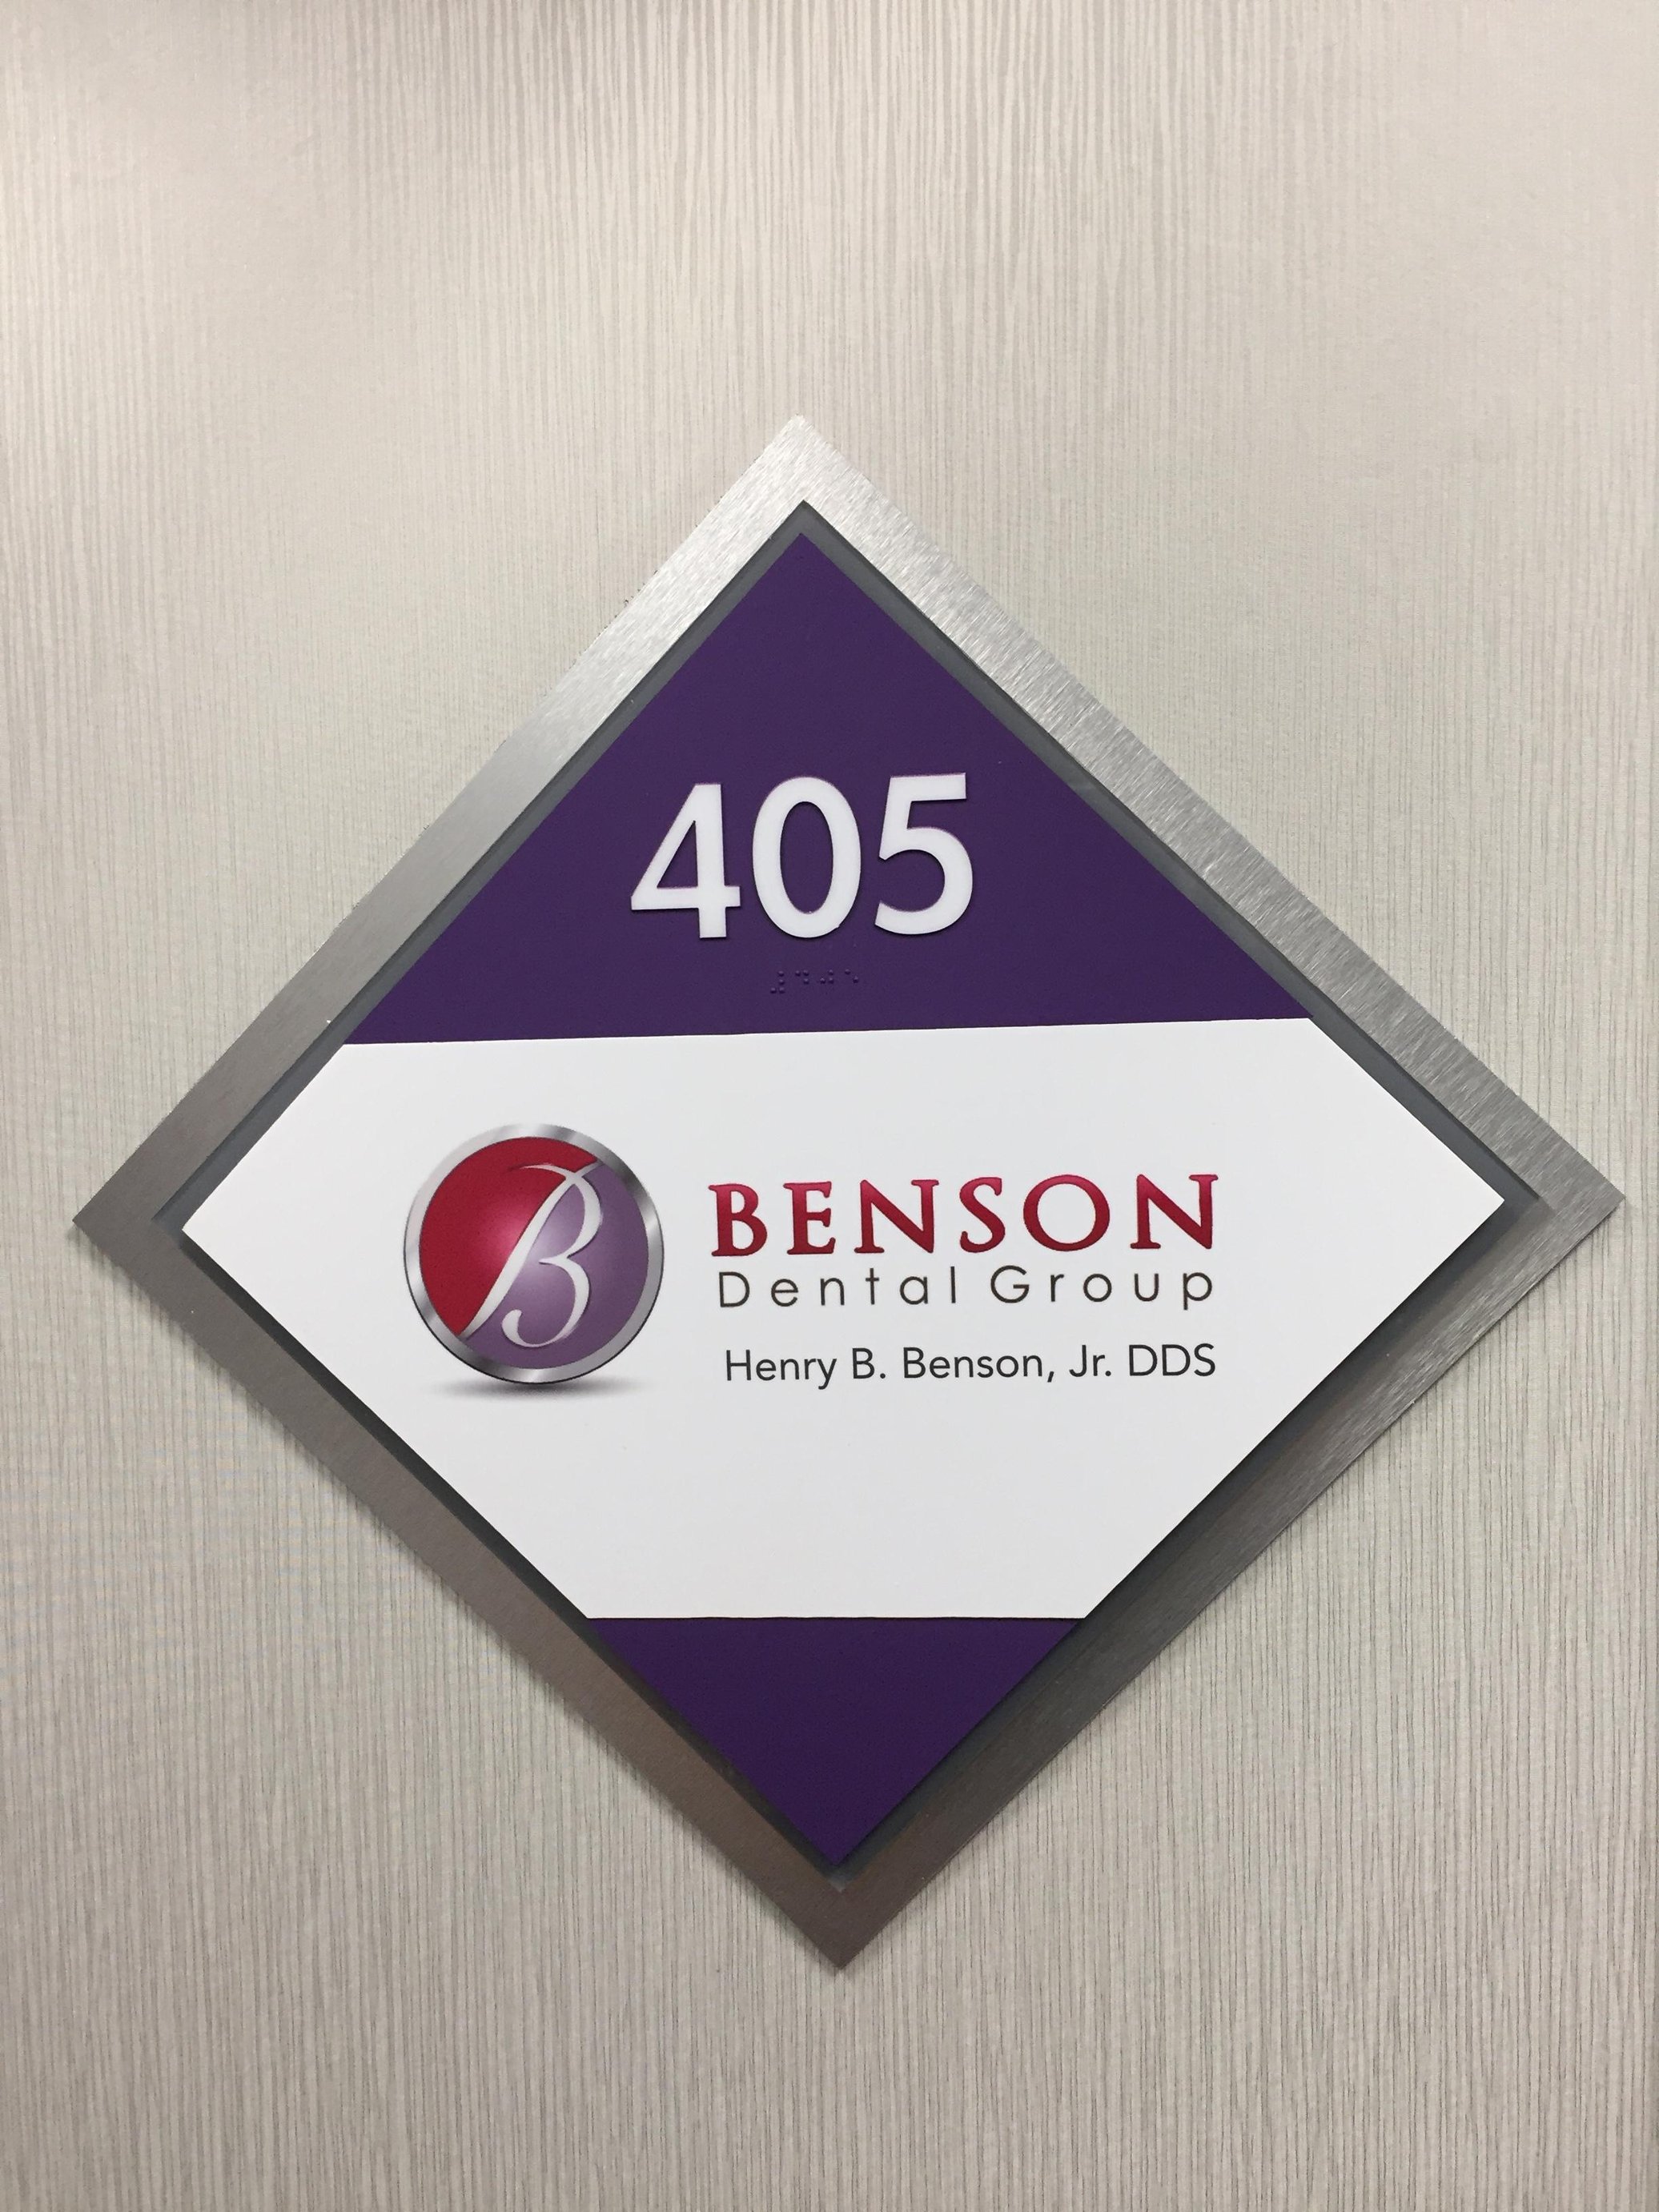 405
⠼⠙⠚⠑
B
BENSON
Dental Group
Henry B. Benson, Jr. DDS